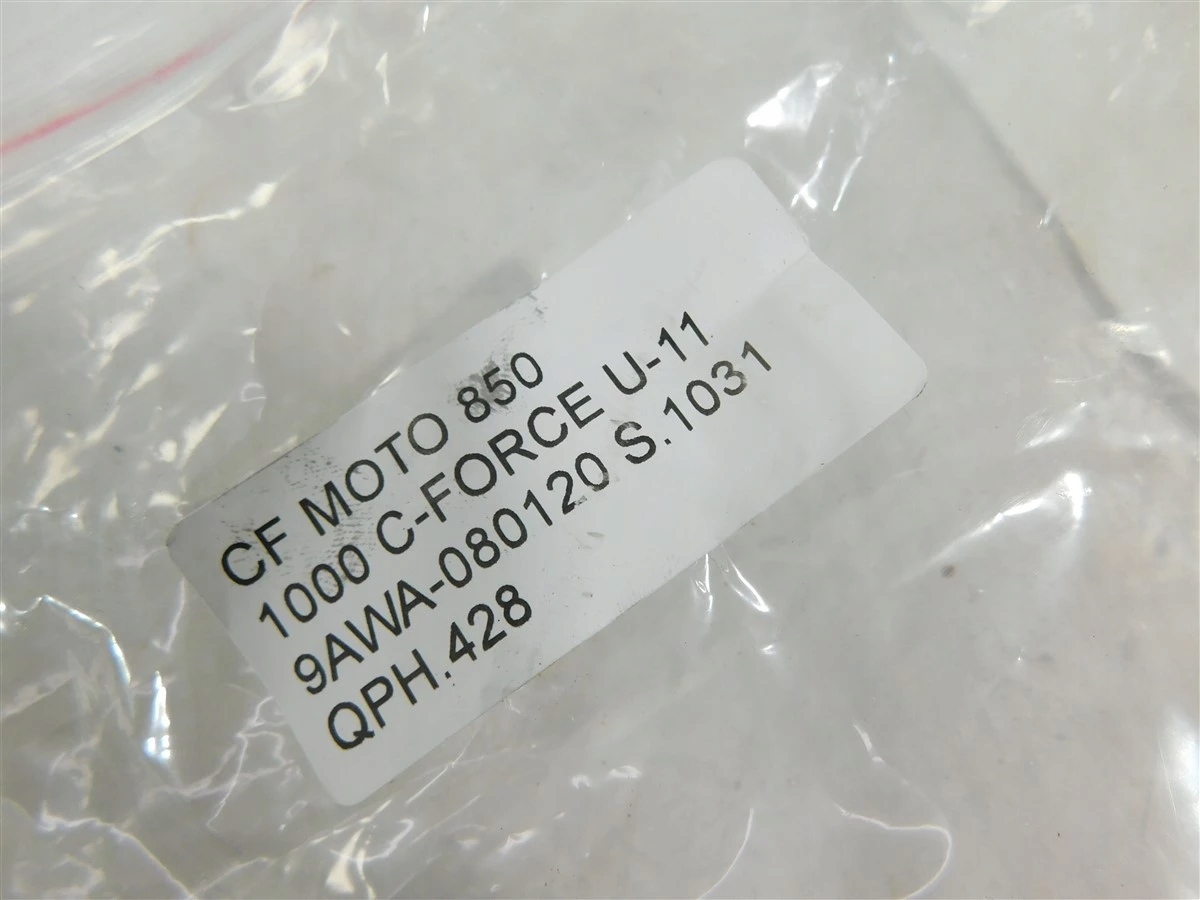 CF MOTO 850
1000 C-FORCE U-11
9AWA-080120 S.1031
QPH.428